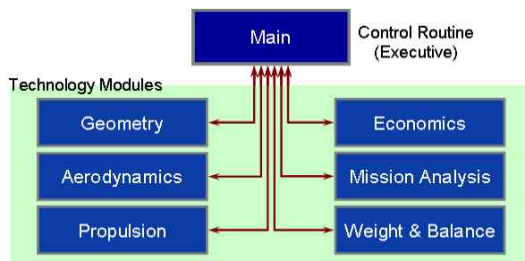 Main
Control Routine
(Executive)
Technology Modules
Geometry
Economics
Aerodynamics
Mission Analysis
Propulsion
Weight & Balance